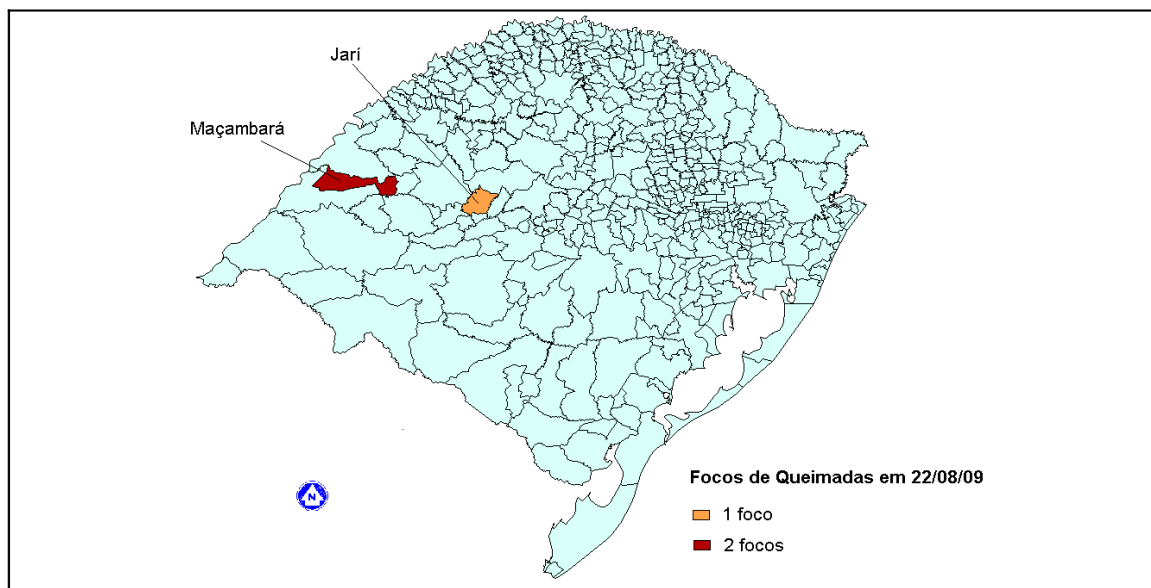 Jarí
Maçambará
N
Focos de Queimadas em 22/08/09
1 foco
2 focos